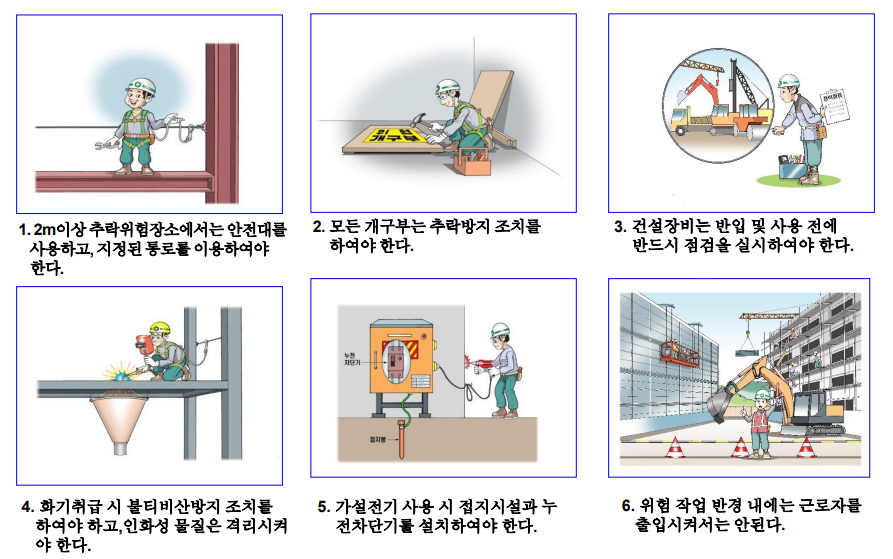 위험
개구부
1. 2m이상 추락위험장소에서는 안전대를
사용하고, 지정된 통로를 이용하여야
한다.
2. 모든 개구부는 추락방지 조치를
하여야 한다.
3. 건설장비는 반입 및 사용 전에
반드시 점검을 실시하여야 한다.
누전
차단기
접지봉
4. 화기취급 시 불티비산방지 조치를
하여야 하고,인화성 물질은 격리시켜
야 한다.
5. 가설전기 사용 시 접지시설과 누
전차단기를 설치하여야 한다.
6. 위험 작업 반경 내에는 근로자를
출입시켜서는 안된다.